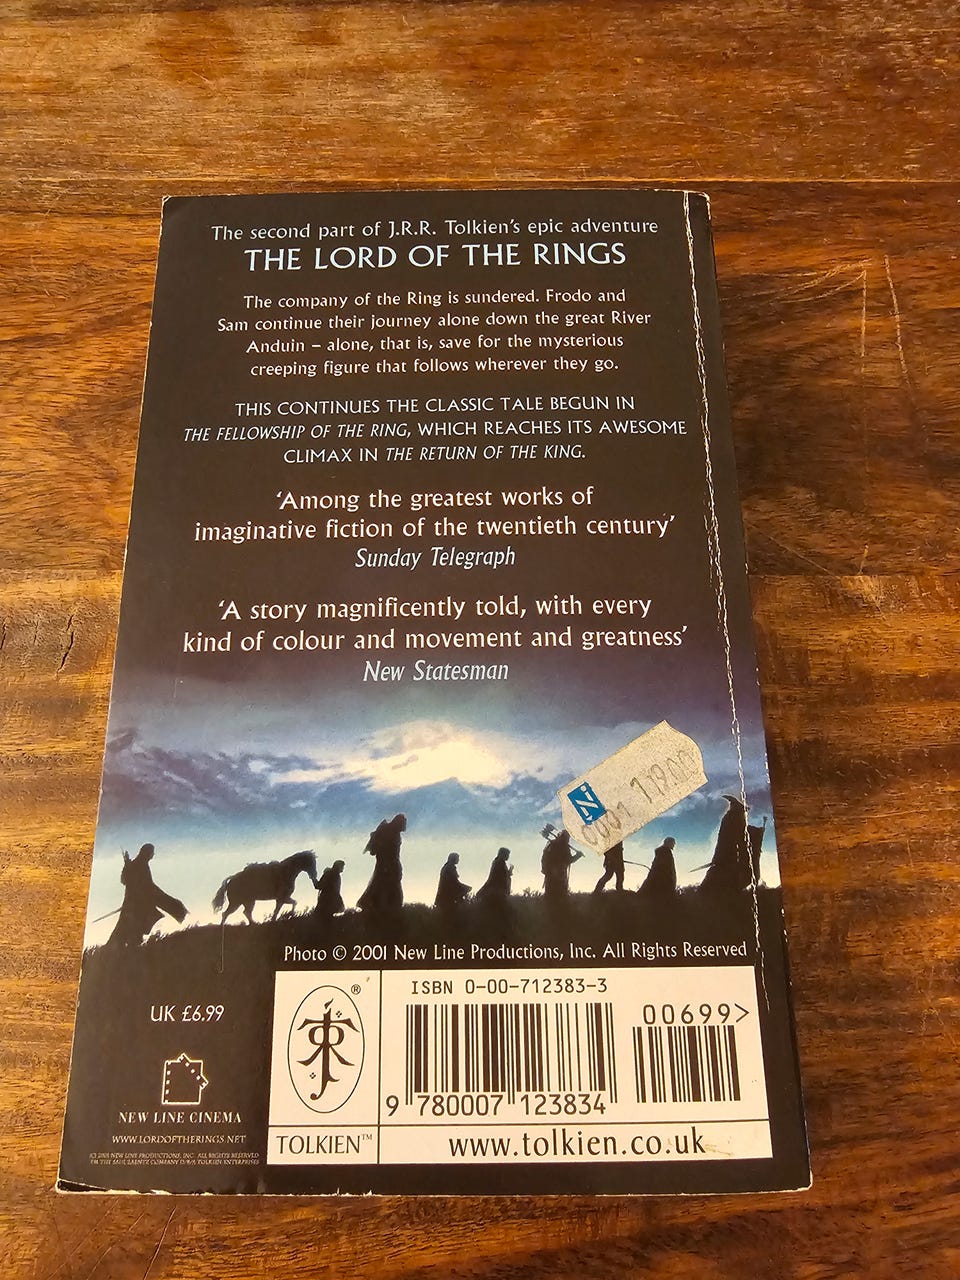 The second part of J.R.R. Tolkien's epic adventure
THE LORD OF THE RINGS
The company of the Ring is sundered. Frodo and
Sam continue their journey alone down the great River
Anduin – alone, that is, save for the mysterious
creeping figure that follows wherever they go.
THIS CONTINUES THE CLASSIC TALE BEGUN IN
THE FELLOWSHIP OF THE RING, WHICH REACHES ITS AWESOME
CLIMAX IN THE RETURN OF THE KING.
'Among the greatest works of
imaginative fiction of the twentieth century'
Sunday Telegraph
'A story magnificently told, with every
kind of colour and movement and greatness'
New Statesman
Photo © 2001 New Line Productions, Inc. All Rights Reserved
UK £6.99
NEW LINE CINEMA
WWW.LORDOFTHERINGS.NET
®
TOLKIEN™
ISBN 0-00-712383-3
00699>
9 780007 123834
www.tolkien.co.uk